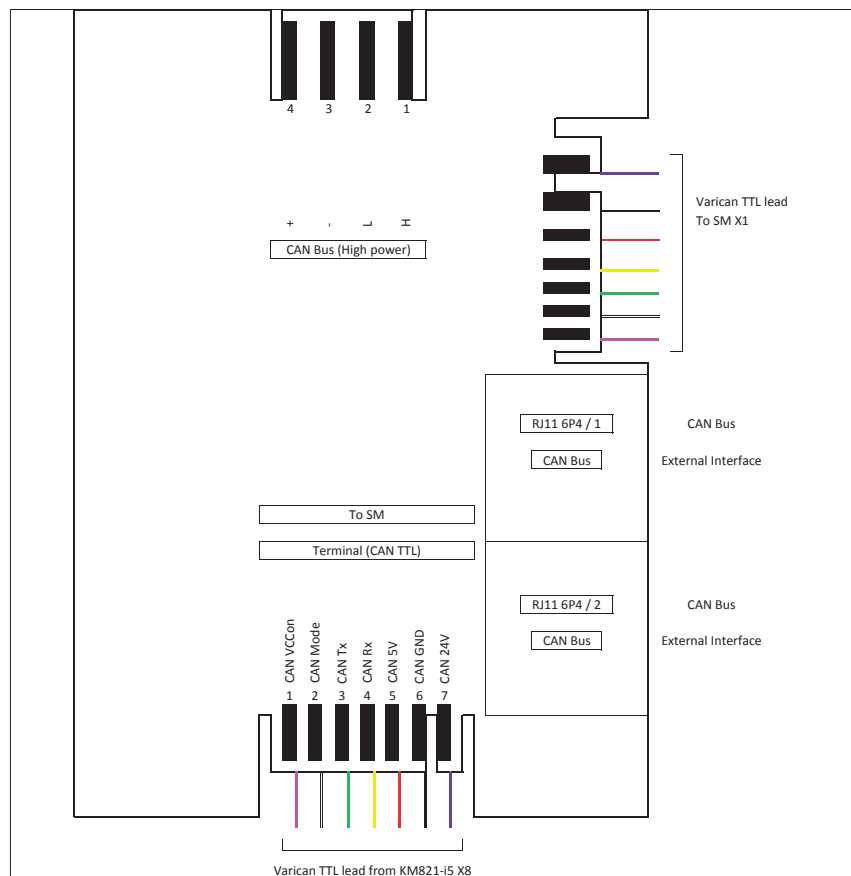 4 3 2 1
+ - L H
CAN Bus (High power)
Varican TTL lead
To SM X1
RJ11 6P4 / 1
CAN Bus
CAN Bus
External Interface
To SM
Terminal (CAN TTL)
RJ11 6P4 / 2
CAN Bus
CAN Bus
External Interface
CAN VCCon
CAN Mode
CAN Tx
CAN Rx
CAN 5V
CAN GND
CAN 24V
1 2 3 4 5 6 7
Varican TTL lead from KM821-i5 X8